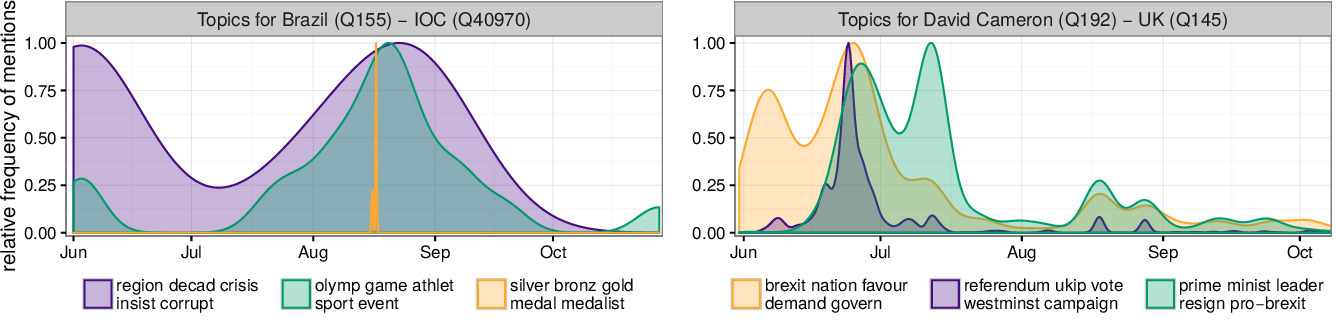 relative frequency of mentions
Topics for Brazil (Q155) − IOC (Q40970)
1.00
0.75
0.50
0.25
0.00
Jun
Jul
Aug
Sep
Oct
region decad crisis
insist corrupt
olymp game athlet
sport event
silver bronz gold
medal medalist
Topics for David Cameron (Q192) − UK (Q145)
1.00
0.75
0.50
0.25
0.00
Jun
Jul
Aug
Sep
Oct
brexit nation favour
demand govern
referendum ukip vote
westminst campaign
prime minist leader
resign pro−brexit